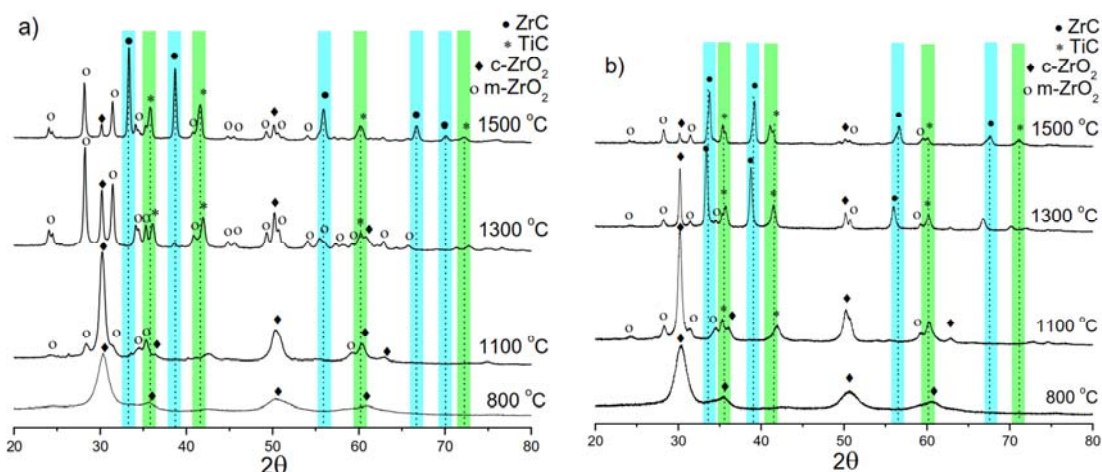 a)
● ZrC
* TiC
◆ c-ZrO₂
o m-ZrO₂
1500 °C
1300 °C
1100 °C
800 °C
20 30 40 50 60 70 80
2θ
b)
● ZrC
* TiC
◆ c-ZrO₂
o m-ZrO₂
1500 °C
1300 °C
1100 °C
800 °C
20 30 40 50 60 70 80
2θ